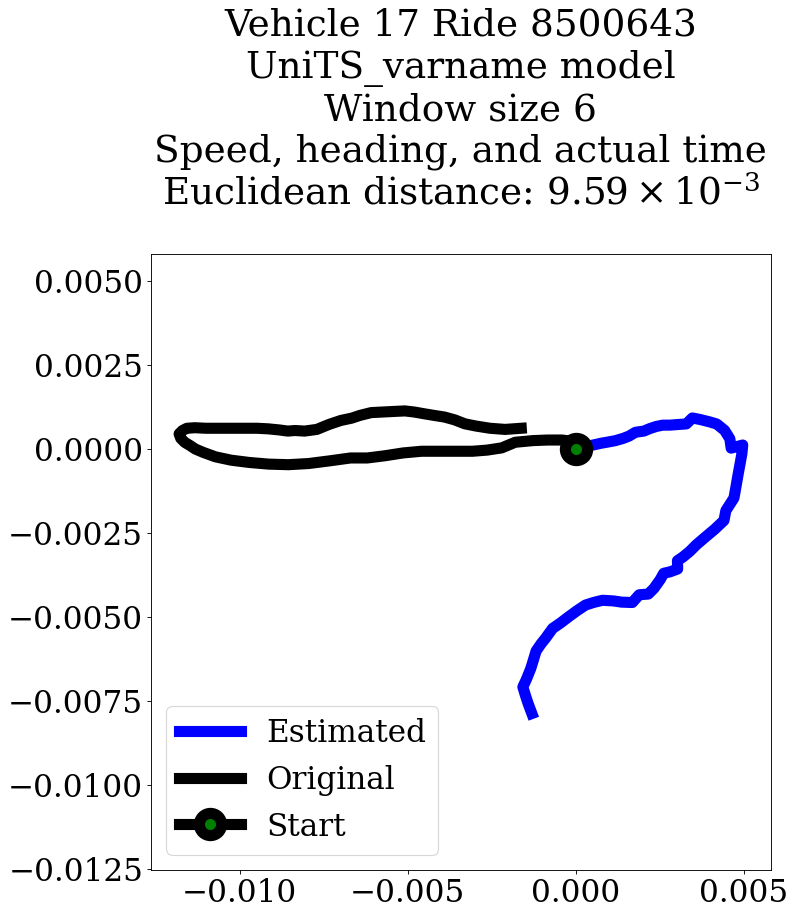 Vehicle 17 Ride 8500643
UniTS_varname model
Window size 6
Speed, heading, and actual time
Euclidean distance: 9.59 × 10⁻³
0.0050
0.0025
0.0000
−0.0025
−0.0050
−0.0075
−0.0100
−0.0125
Estimated
Original
Start
−0.010
−0.005
0.000
0.005